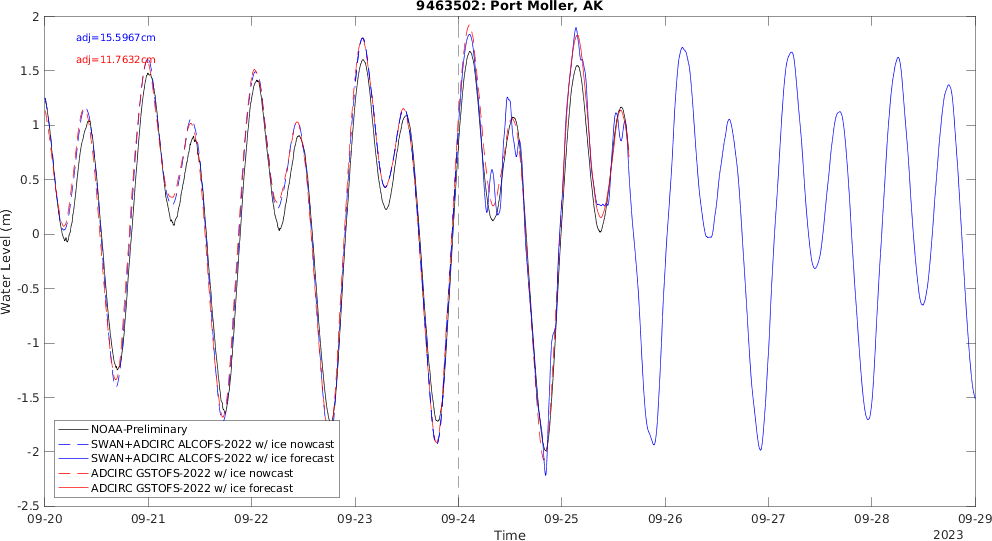 9463502: Port Moller, AK
adj=15.5967cm
adj=11.7632cm
Water Level (m)
2
1.5
1
0.5
0
-0.5
-1
-1.5
-2
-2.5
NOAA-Preliminary
SWAN+ADCIRC ALCOFS-2022 w/ ice nowcast
SWAN+ADCIRC ALCOFS-2022 w/ ice forecast
ADCIRC GSTOFS-2022 w/ ice nowcast
ADCIRC GSTOFS-2022 w/ ice forecast
09-20 09-21 09-22 09-23 09-24 09-25 09-26 09-27 09-28 09-29
Time
2023